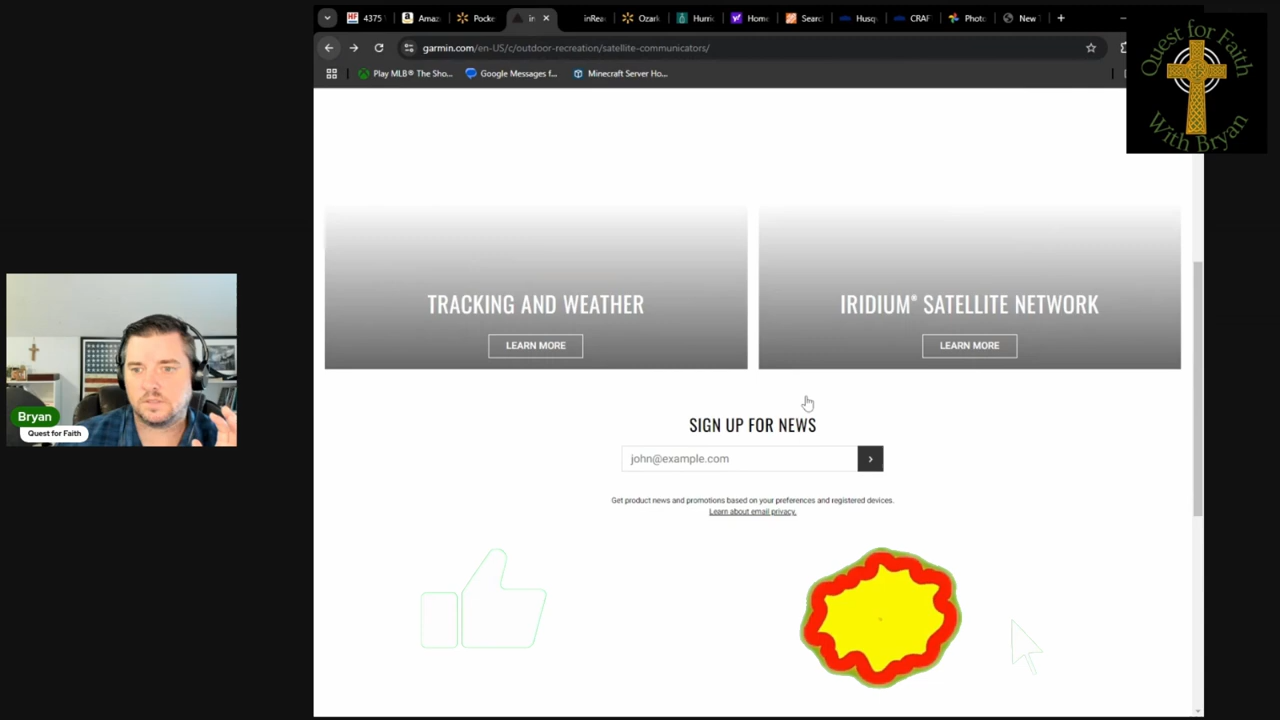 4375
Amaz
Pocke
in
inRea
Ozark
Hurric
Home
Searc
Husq
CRAF
Photo
New
garmin.com/en-US/c/outdoor-recreation/satellite-communicators/
Play MLB® The Sho...
Google Messages f...
Minecraft Server Ho...
Quest for Faith
With Bryan
TRACKING AND WEATHER
LEARN MORE
IRIDIUM® SATELLITE NETWORK
LEARN MORE
SIGN UP FOR NEWS
john@example.com
Get product news and promotions based on your preferences and registered devices.
Learn about email privacy.
Bryan
Quest for Faith